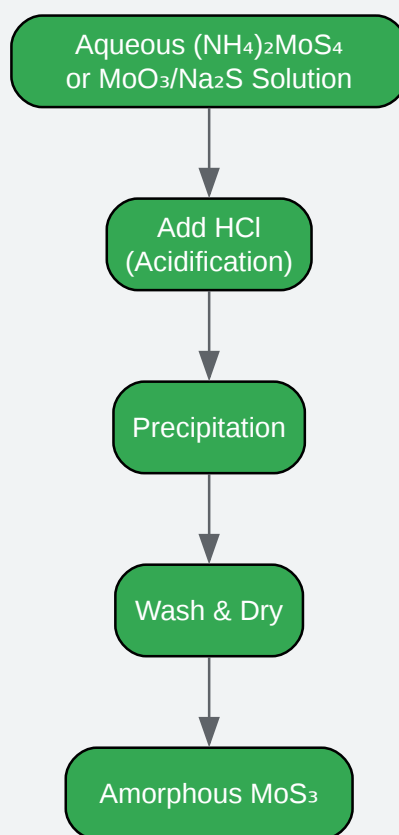 Aqueous (NH₄)₂MoS₄
or MoO₃/Na₂S Solution
Add HCl
(Acidification)
Precipitation
Wash & Dry
Amorphous MoS₃